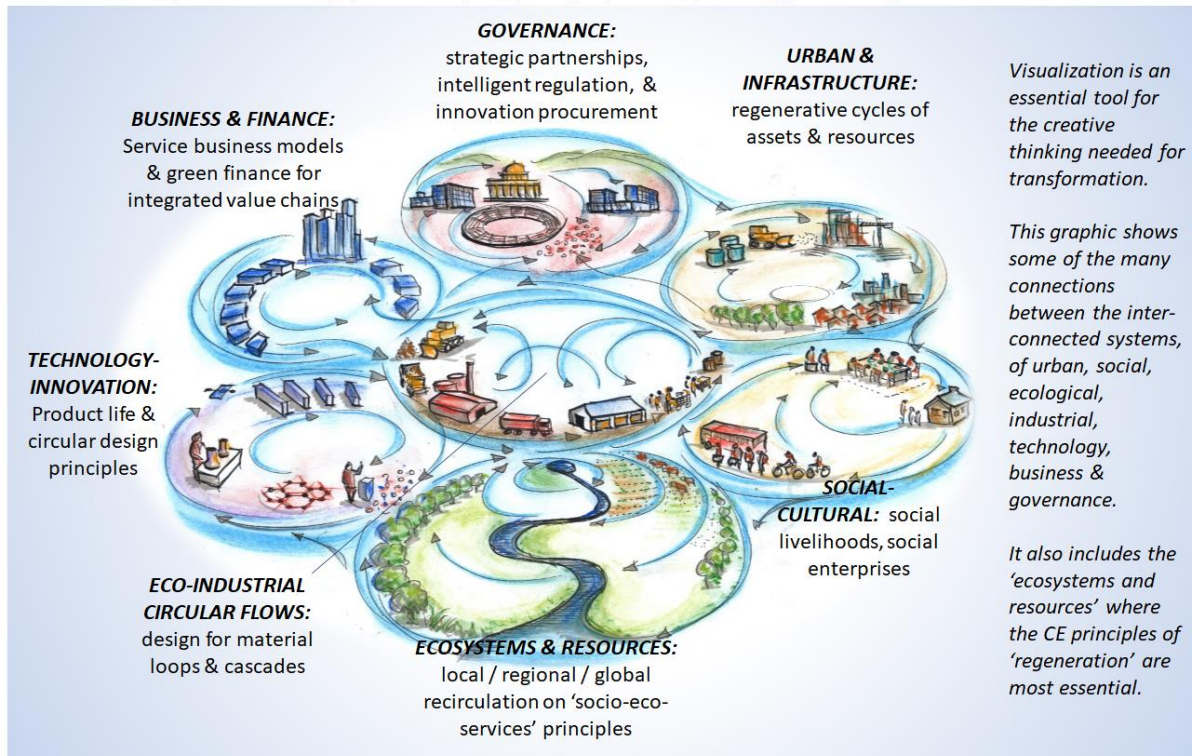 GOVERNANCE:
strategic partnerships,
intelligent regulation, &
innovation procurement
URBAN &
INFRASTRUCTURE:
regenerative cycles of
assets & resources
BUSINESS & FINANCE:
Service business models
& green finance for
integrated value chains
TECHNOLOGY-
INNOVATION:
Product life &
circular design
principles
SOCIAL-
CULTURAL: social
livelihoods, social
enterprises
ECO-INDUSTRIAL
CIRCULAR FLOWS:
design for material
loops & cascades
ECOSYSTEMS & RESOURCES:
local / regional / global
recirculation on ‘socio-eco-
services’ principles
Visualization is an
essential tool for
the creative
thinking needed for
transformation.
This graphic shows
some of the many
connections
between the inter-
connected systems,
of urban, social,
ecological,
industrial,
technology,
business &
governance.
It also includes the
‘ecosystems and
resources’ where
the CE principles of
‘regeneration’ are
most essential.